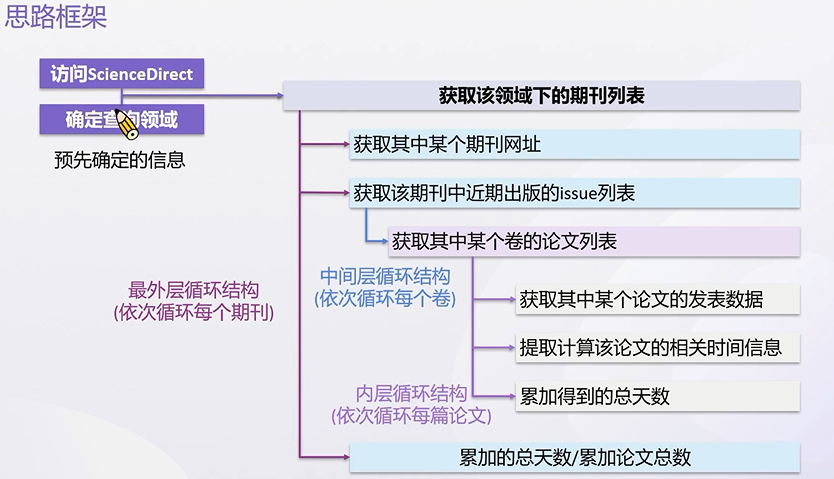 思路框架
访问ScienceDirect
确定查询领域
预先确定的信息
获取该领域下的期刊列表
获取其中某个期刊网址
获取该期刊中近期出版的issue列表
获取其中某个卷的论文列表
最外层循环结构
(依次循环每个期刊)
中间层循环结构
(依次循环每个卷)
获取其中某个论文的发表数据
提取计算该论文的相关时间信息
累加得到的总天数
内层循环结构
(依次循环每篇论文)
累加的总天数/累加论文总数